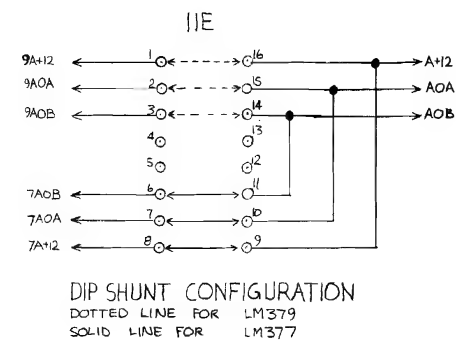 11E
9A+12 1 16 A+12
9A0A 2 15 A0A
9A0B 3 14 A0B
4 13
5 12
7A0B 6 11
7A0A 7 10
7A+12 8 9
DIP SHUNT CONFIGURATION
DOTTED LINE FOR LM379
SOLID LINE FOR LM377